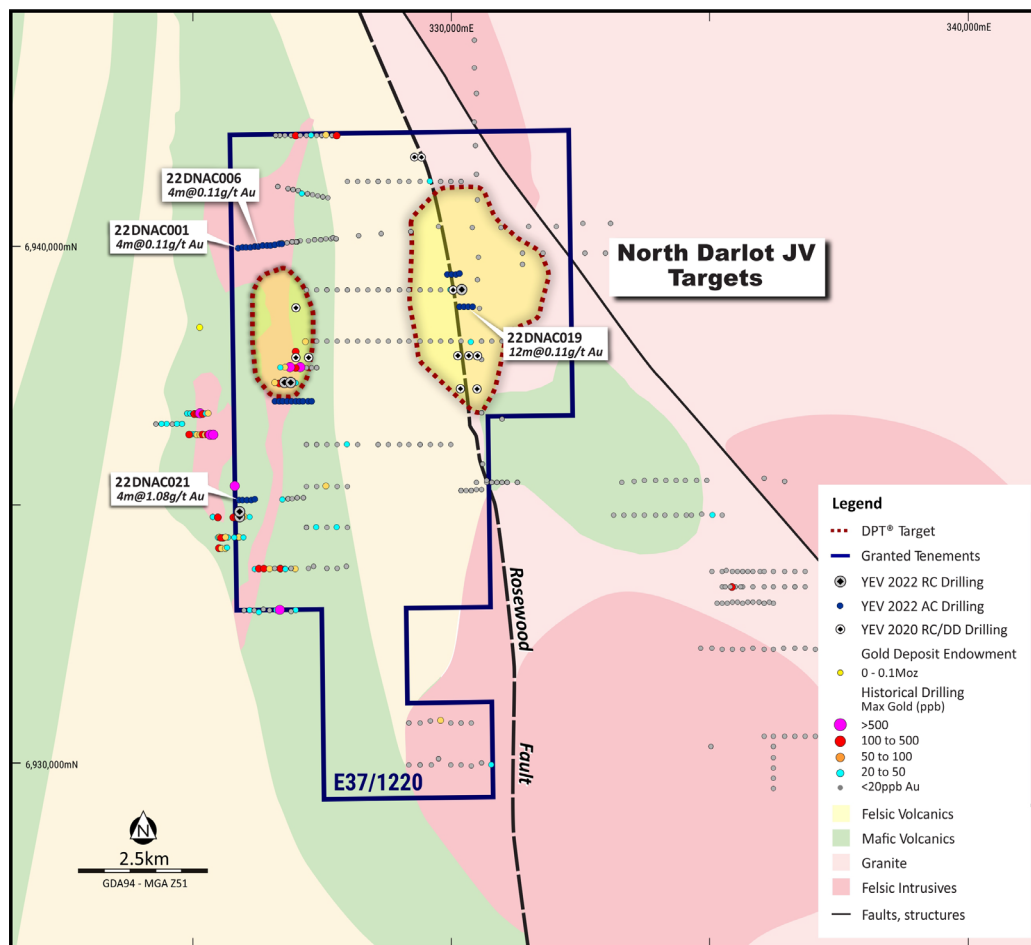 330,000mE
340,000mE
22DNAC006
4m@0.11g/t Au
22DNAC001
4m@0.11g/t Au
6,940,000mN
North Darlot JV
Targets
22DNAC019
12m@0.11g/t Au
22DNAC021
4m@1.08g/t Au
Rosewood
Fault
6,930,000mN
E37/1220
N
2.5km
GDA94 - MGA Z51
Legend
DPT® Target
Granted Tenements
YEV 2022 RC Drilling
YEV 2022 AC Drilling
YEV 2020 RC/DD Drilling
Gold Deposit Endowment
0 - 0.1Moz
Historical Drilling
Max Gold (ppb)
>500
100 to 500
50 to 100
20 to 50
<20ppb Au
Felsic Volcanics
Mafic Volcanics
Granite
Felsic Intrusives
Faults, structures